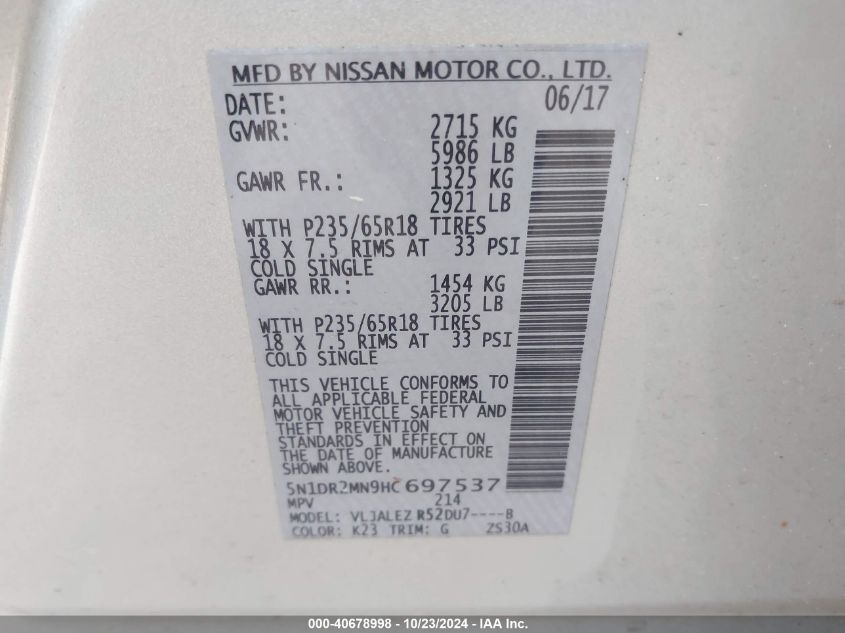 MFD BY NISSAN MOTOR CO., LTD.
DATE: 06/17
GVWR: 2715 KG
5986 LB
GAWR FR.: 1325 KG
2921 LB
WITH P235/65R18 TIRES
18 X 7.5 RIMS AT 33 PSI
COLD SINGLE
GAWR RR.: 1454 KG
3205 LB
WITH P235/65R18 TIRES
18 X 7.5 RIMS AT 33 PSI
COLD SINGLE
THIS VEHICLE CONFORMS TO
ALL APPLICABLE FEDERAL
MOTOR VEHICLE SAFETY AND
THEFT PREVENTION
STANDARDS IN EFFECT ON
THE DATE OF MANUFACTURE
SHOWN ABOVE.
5N1DR2MN9HC697537
MPV 214
MODEL: VLJALEZ R52DU7----B
COLOR: K23 TRIM: G ZS30A
000-40678998 - 10/23/2024 - IAA Inc.